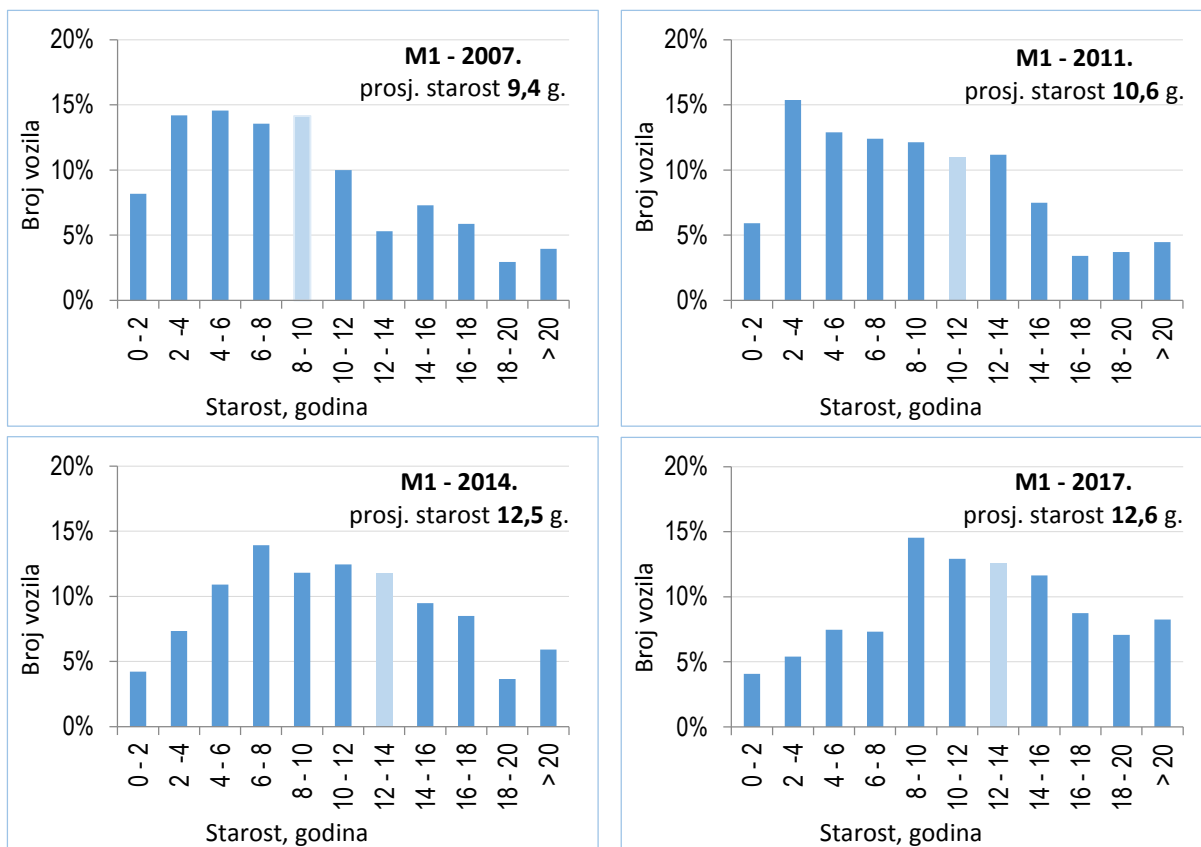 M1 - 2007.
prosj. starost 9,4 g.
Broj vozila
20%
15%
10%
5%
0%
0 - 2
2 -4
4 - 6
6 - 8
8 - 10
10 - 12
12 - 14
14 - 16
16 - 18
18 - 20
> 20
Starost, godina
M1 - 2011.
prosj. starost 10,6 g.
Broj vozila
20%
15%
10%
5%
0%
0 - 2
2 -4
4 - 6
6 - 8
8 - 10
10 - 12
12 - 14
14 - 16
16 - 18
18 - 20
> 20
Starost, godina
M1 - 2014.
prosj. starost 12,5 g.
Broj vozila
20%
15%
10%
5%
0%
0 - 2
2 -4
4 - 6
6 - 8
8 - 10
10 - 12
12 - 14
14 - 16
16 - 18
18 - 20
> 20
Starost, godina
M1 - 2017.
prosj. starost 12,6 g.
Broj vozila
20%
15%
10%
5%
0%
0 - 2
2 -4
4 - 6
6 - 8
8 - 10
10 - 12
12 - 14
14 - 16
16 - 18
18 - 20
> 20
Starost, godina